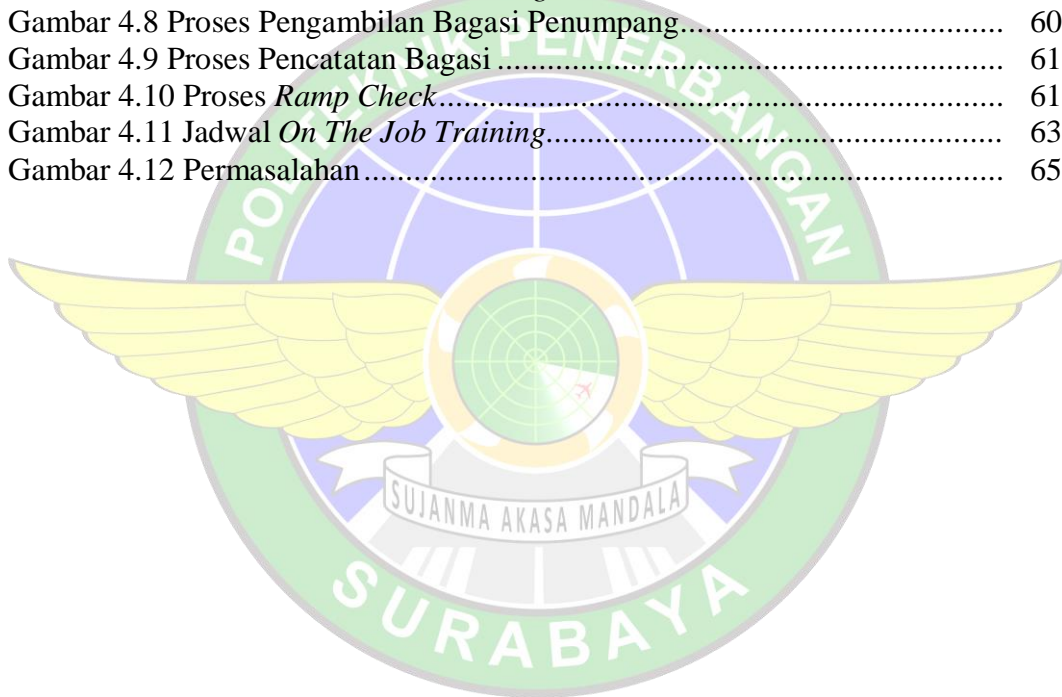 Gambar 4.8 Proses Pengambilan Bagasi Penumpang.................................... 60
Gambar 4.9 Proses Pencatatan Bagasi ............................................................. 61
Gambar 4.10 Proses Ramp Check.................................................................... 61
Gambar 4.11 Jadwal On The Job Training...................................................... 63
Gambar 4.12 Permasalahan ............................................................................. 65
POLITEKNIK PENERBANGAN
SUJANMA AKASA MANDALA
SURABAYA